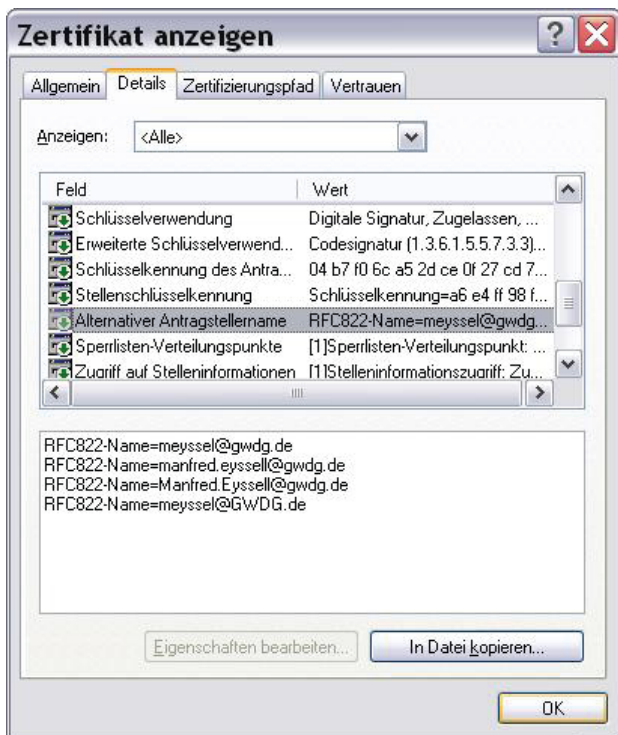 Zertifikat anzeigen
Allgemein Details Zertifizierungspfad Vertrauen
Anzeigen: <Alle>
Feld Wert
Schlüsselverwendung Digitale Signatur, Zugelassen, ...
Erweiterte Schlüsselverwend... Codesignatur (1.3.6.1.5.5.7.3.3)...
Schlüsselkennung des Antra... 04 b7 f0 6c a5 2d ce 0f 27 cd 7...
Stellenschlüsselkennung Schlüsselkennung=a6 e4 ff 98 f...
Alternativer Antragstellername RFC822-Name=meyssel@gwdg...
Sperrlisten-Verteilungspunkte [1]Sperrlisten-Verteilungspunkt: ...
Zugriff auf Stelleninformationen [1]Stelleninformationszugriff: Zu...
RFC822-Name=meyssel@gwdg.de
RFC822-Name=manfred.eyssell@gwdg.de
RFC822-Name=Manfred.Eyssell@gwdg.de
RFC822-Name=meyssel@GWDG.de
Eigenschaften bearbeiten... In Datei kopieren...
OK